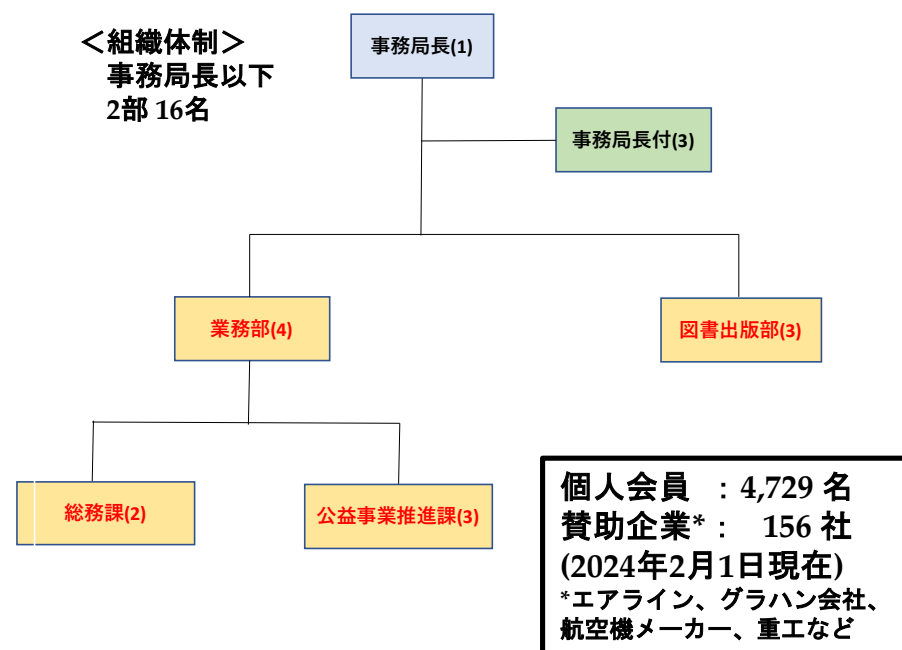 ＜組織体制＞
事務局長以下
2部 16名
事務局長(1)
事務局長付(3)
業務部(4)
図書出版部(3)
総務課(2)
公益事業推進課(3)
個人会員 ：4,729 名
賛助企業*： 156 社
(2024年2月1日現在)
*エアライン、グラハン会社、
航空機メーカー、重工など